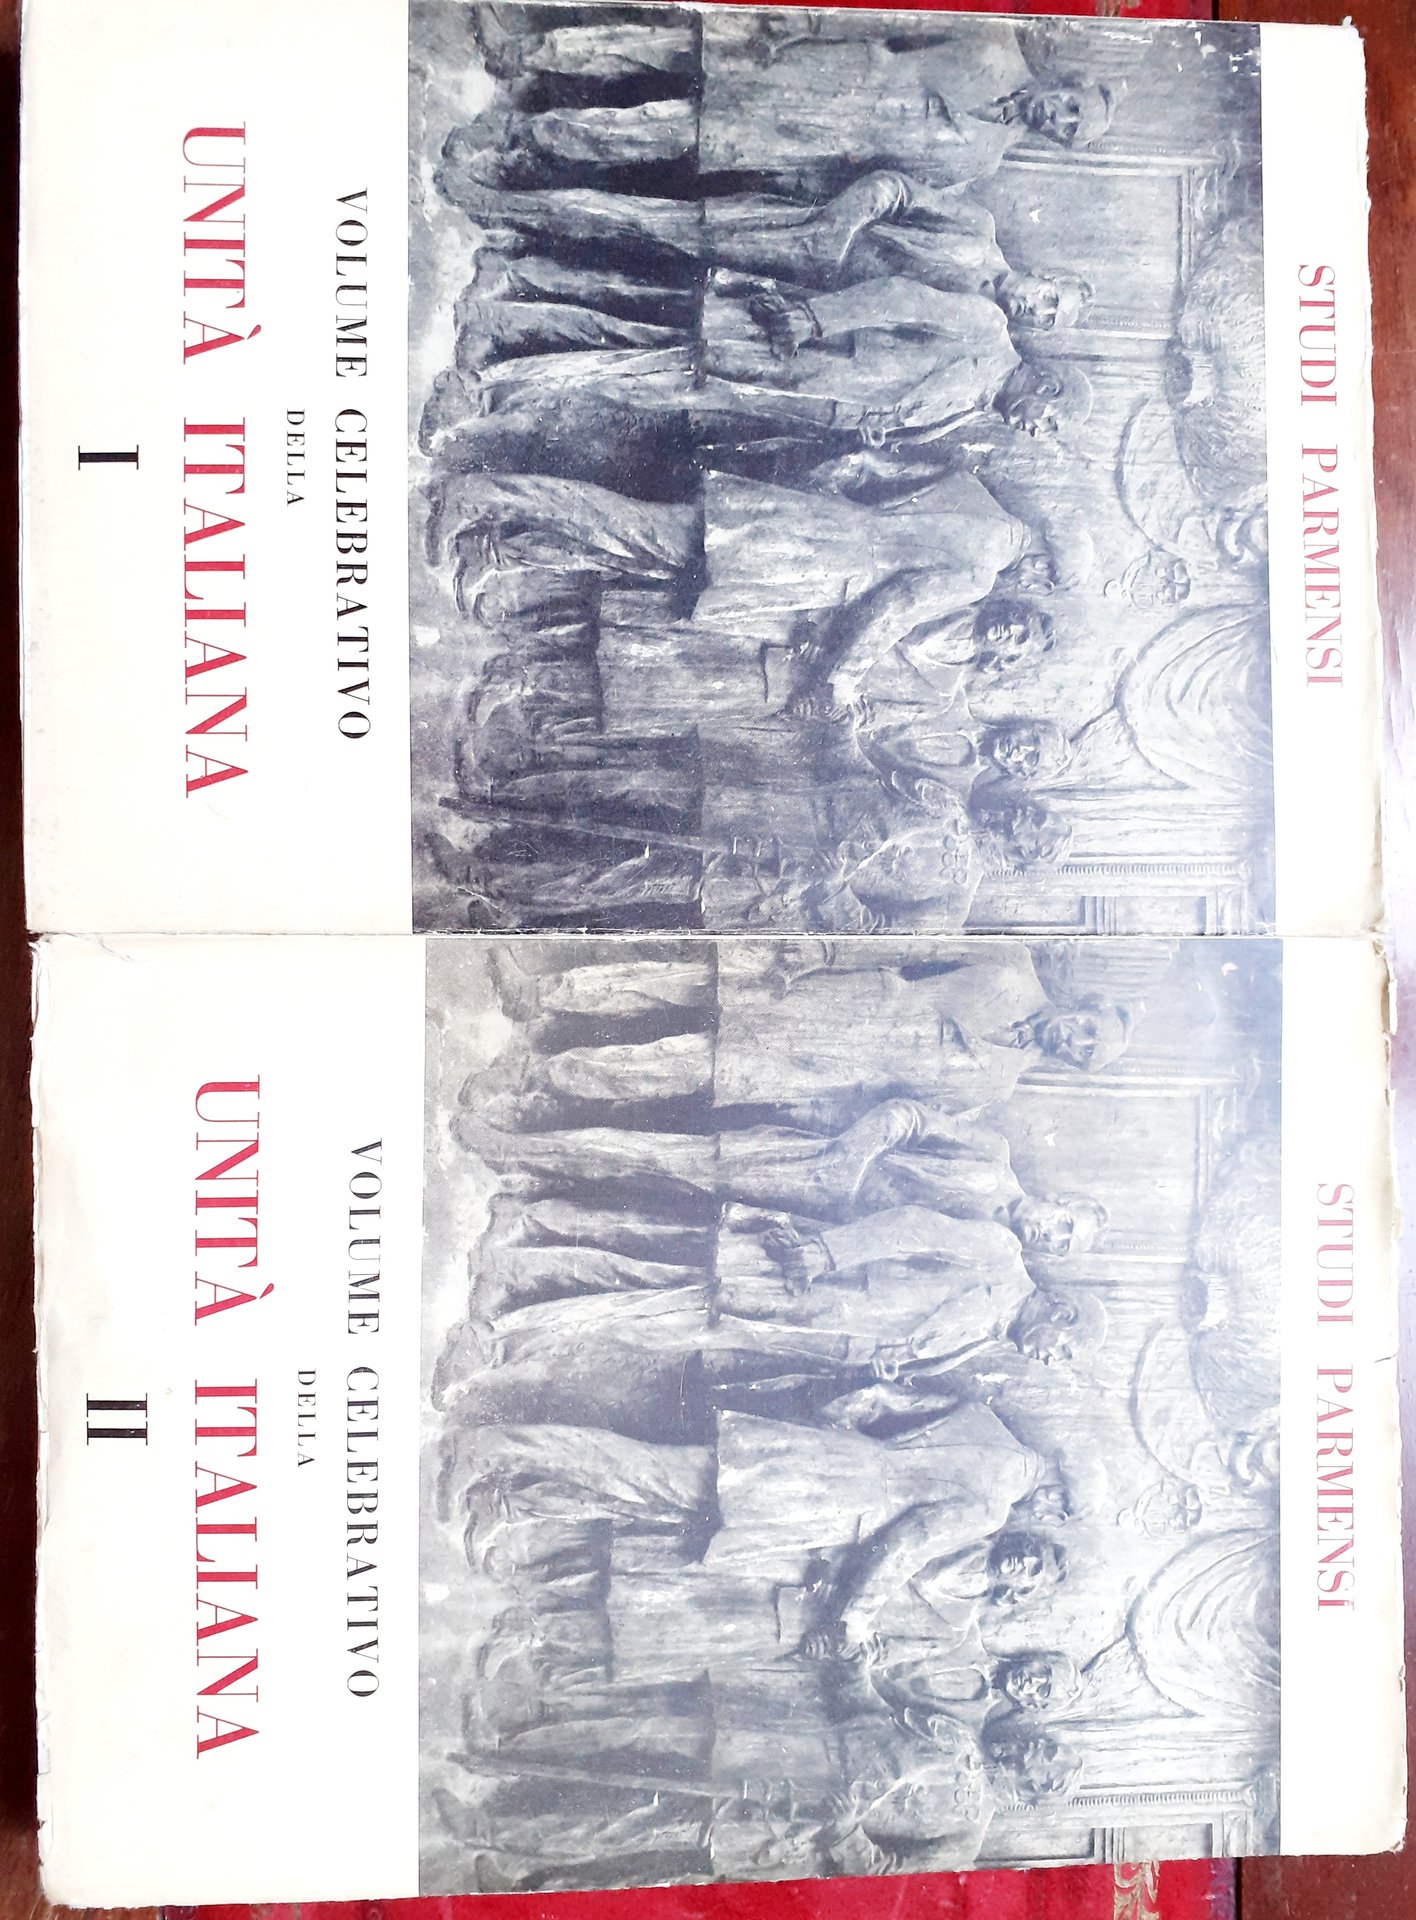 STUDI PARMENSI
VOLUME CELEBRATIVO
DELLA
UNITÀ ITALIANA
I
STUDI PARMENSI
VOLUME CELEBRATIVO
DELLA
UNITÀ ITALIANA
II